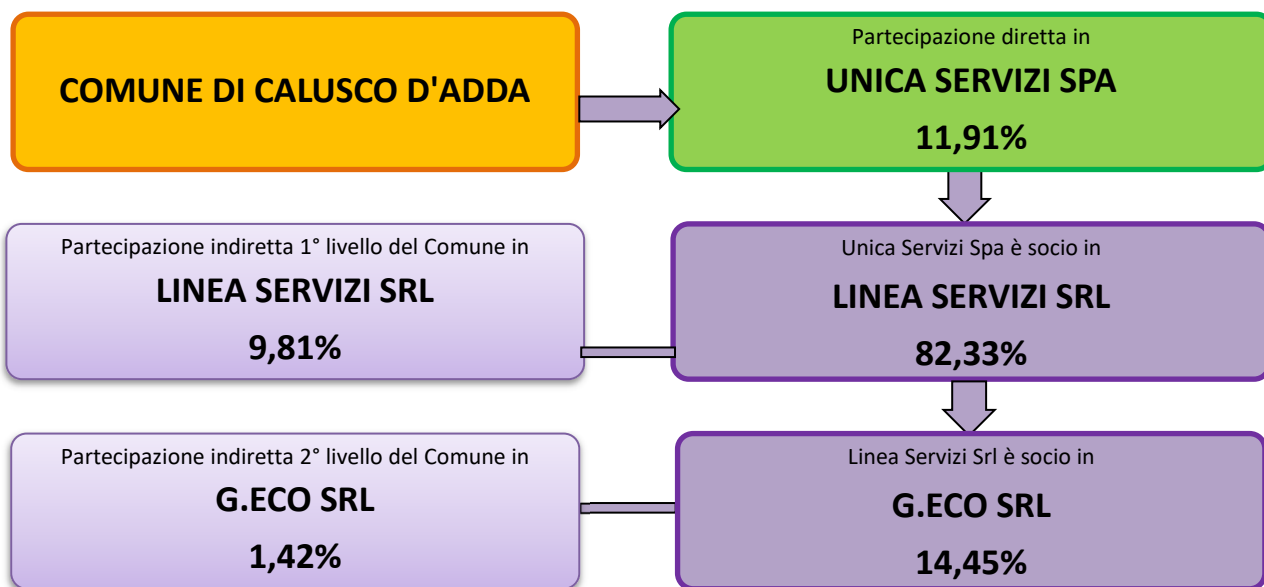 COMUNE DI CALUSCO D'ADDA
Partecipazione diretta in
UNICA SERVIZI SPA
11,91%
Partecipazione indiretta 1° livello del Comune in
LINEA SERVIZI SRL
9,81%
Unica Servizi Spa è socio in
LINEA SERVIZI SRL
82,33%
Partecipazione indiretta 2° livello del Comune in
G.ECO SRL
1,42%
Linea Servizi Srl è socio in
G.ECO SRL
14,45%